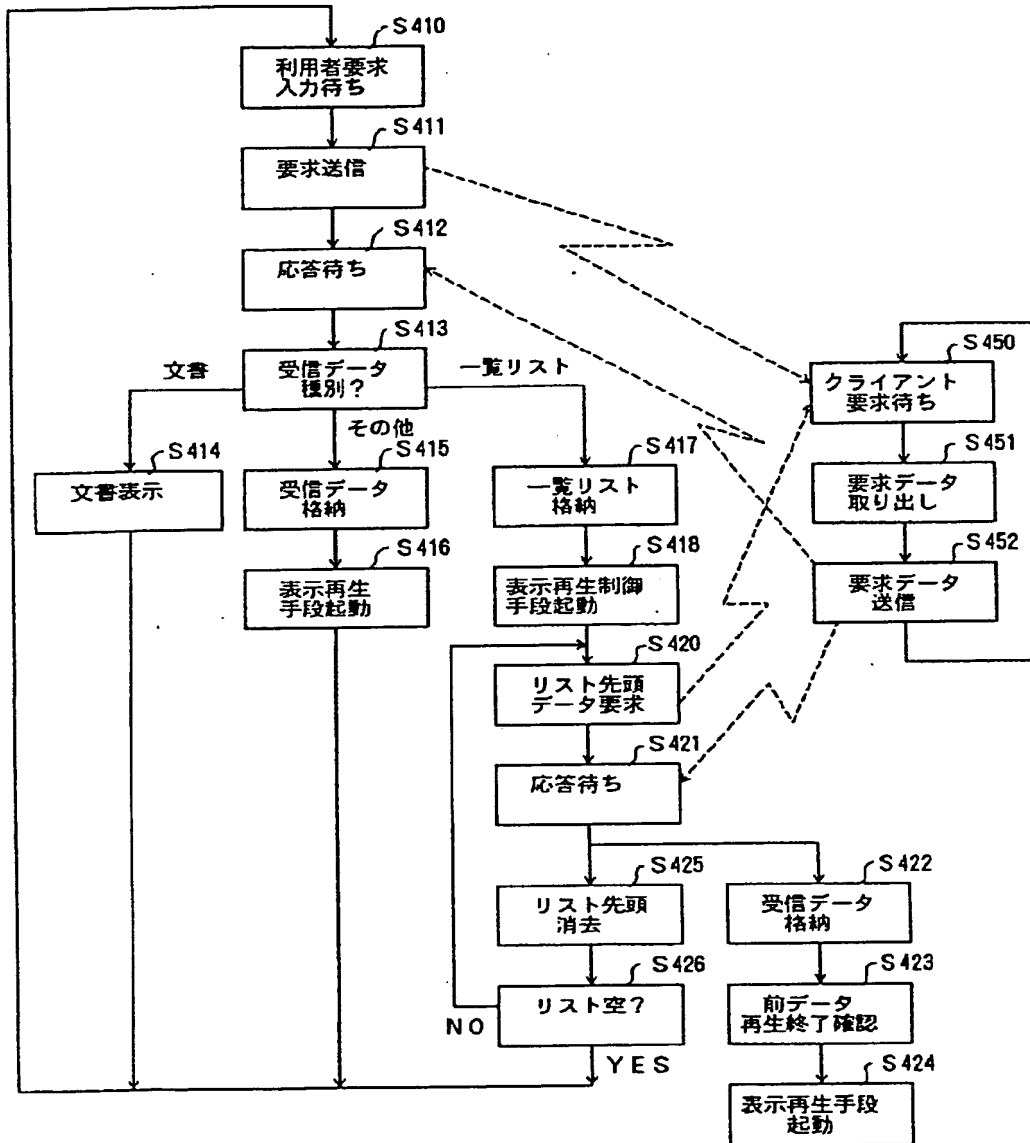 S410
利用者要求
入力待ち
S411
要求送信
S412
応答待ち
S413
受信データ
種別?
文書
その他
一覧リスト
S414
文書表示
S415
受信データ
格納
S416
表示再生
手段起動
S417
一覧リスト
格納
S418
表示再生制御
手段起動
S420
リスト先頭
データ要求
S421
応答待ち
S425
リスト先頭
消去
S426
リスト空?
NO
YES
S422
受信データ
格納
S423
前データ
再生終了確認
S424
表示再生手段
起動
S450
クライアント
要求待ち
S451
要求データ
取り出し
S452
要求データ
送信